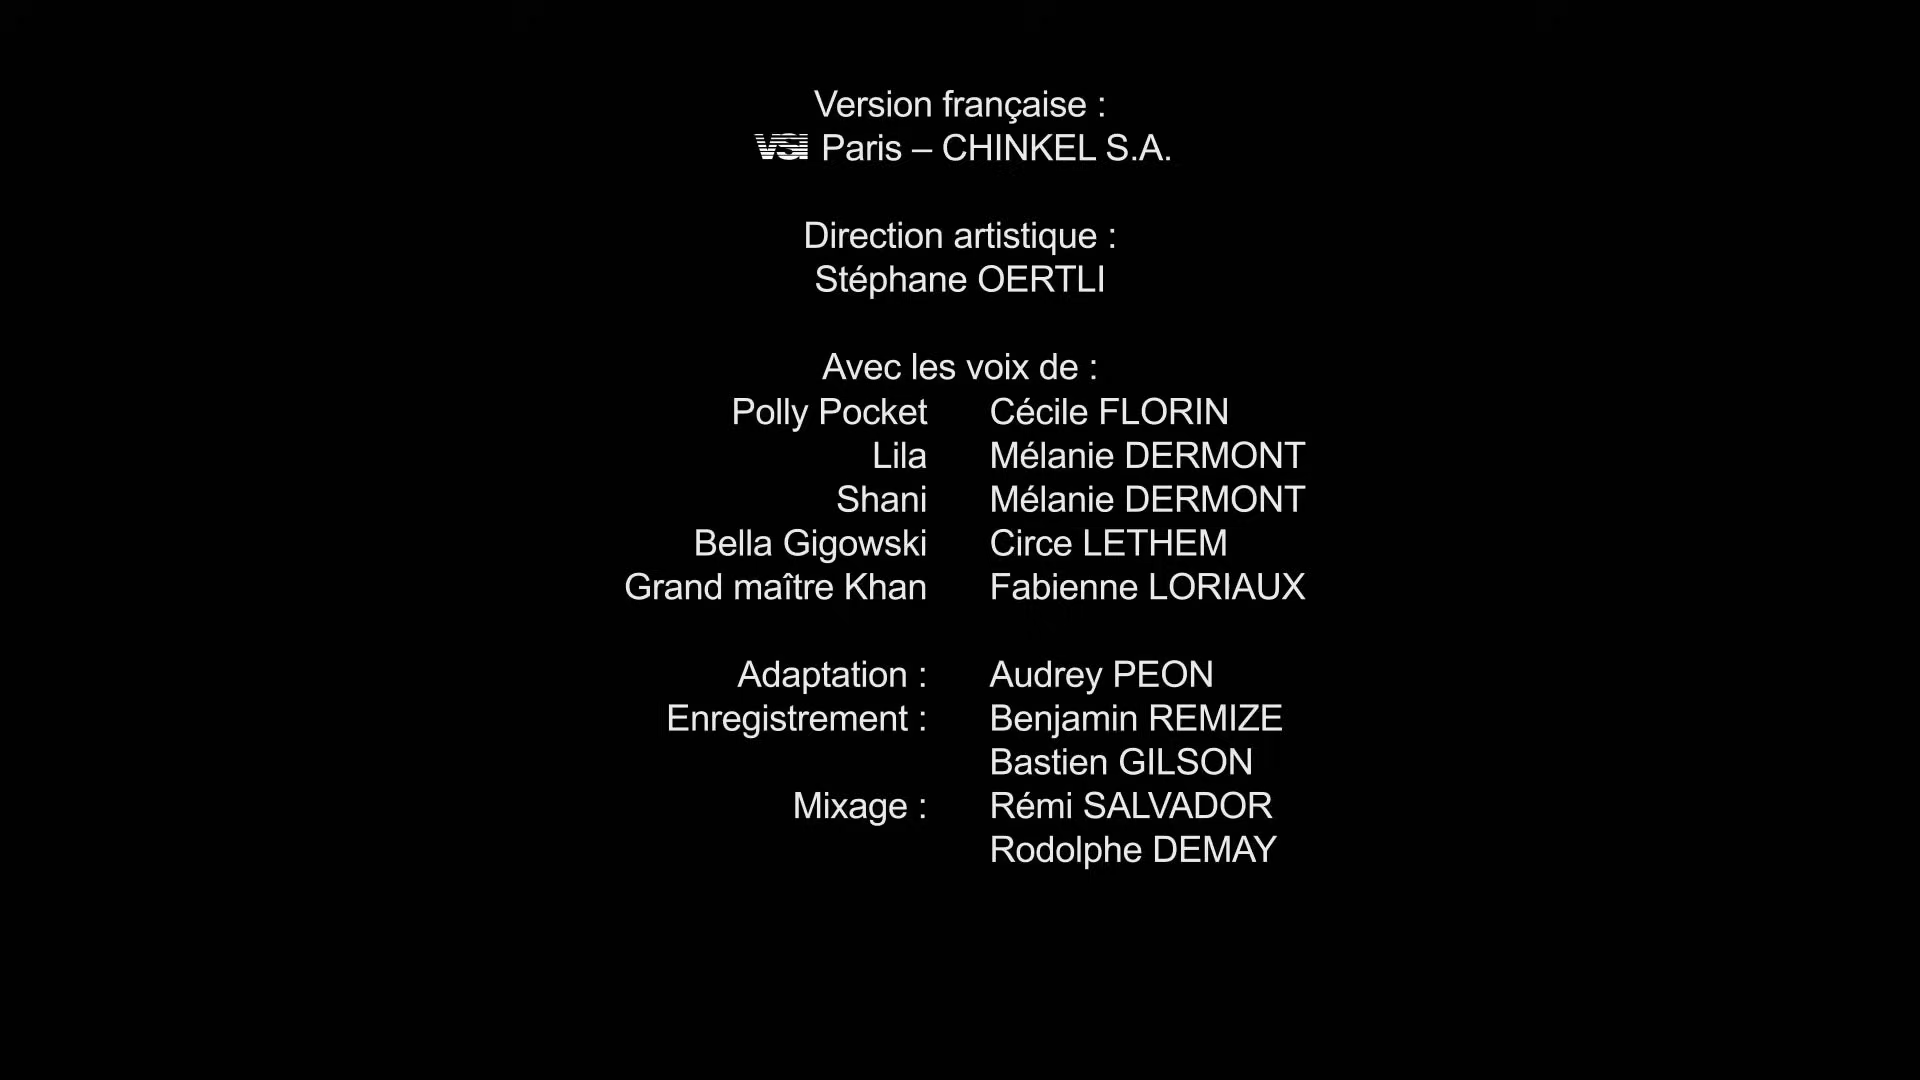 Version française :
VSI Paris – CHINKEL S.A.
Direction artistique :
Stéphane OERTLI
Avec les voix de :
Polly Pocket Cécile FLORIN
Lila Mélanie DERMONT
Shani Mélanie DERMONT
Bella Gigowski Circe LETHEM
Grand maître Khan Fabienne LORIAUX
Adaptation : Audrey PEON
Enregistrement : Benjamin REMIZE
Bastien GILSON
Mixage : Rémi SALVADOR
Rodolphe DEMAY